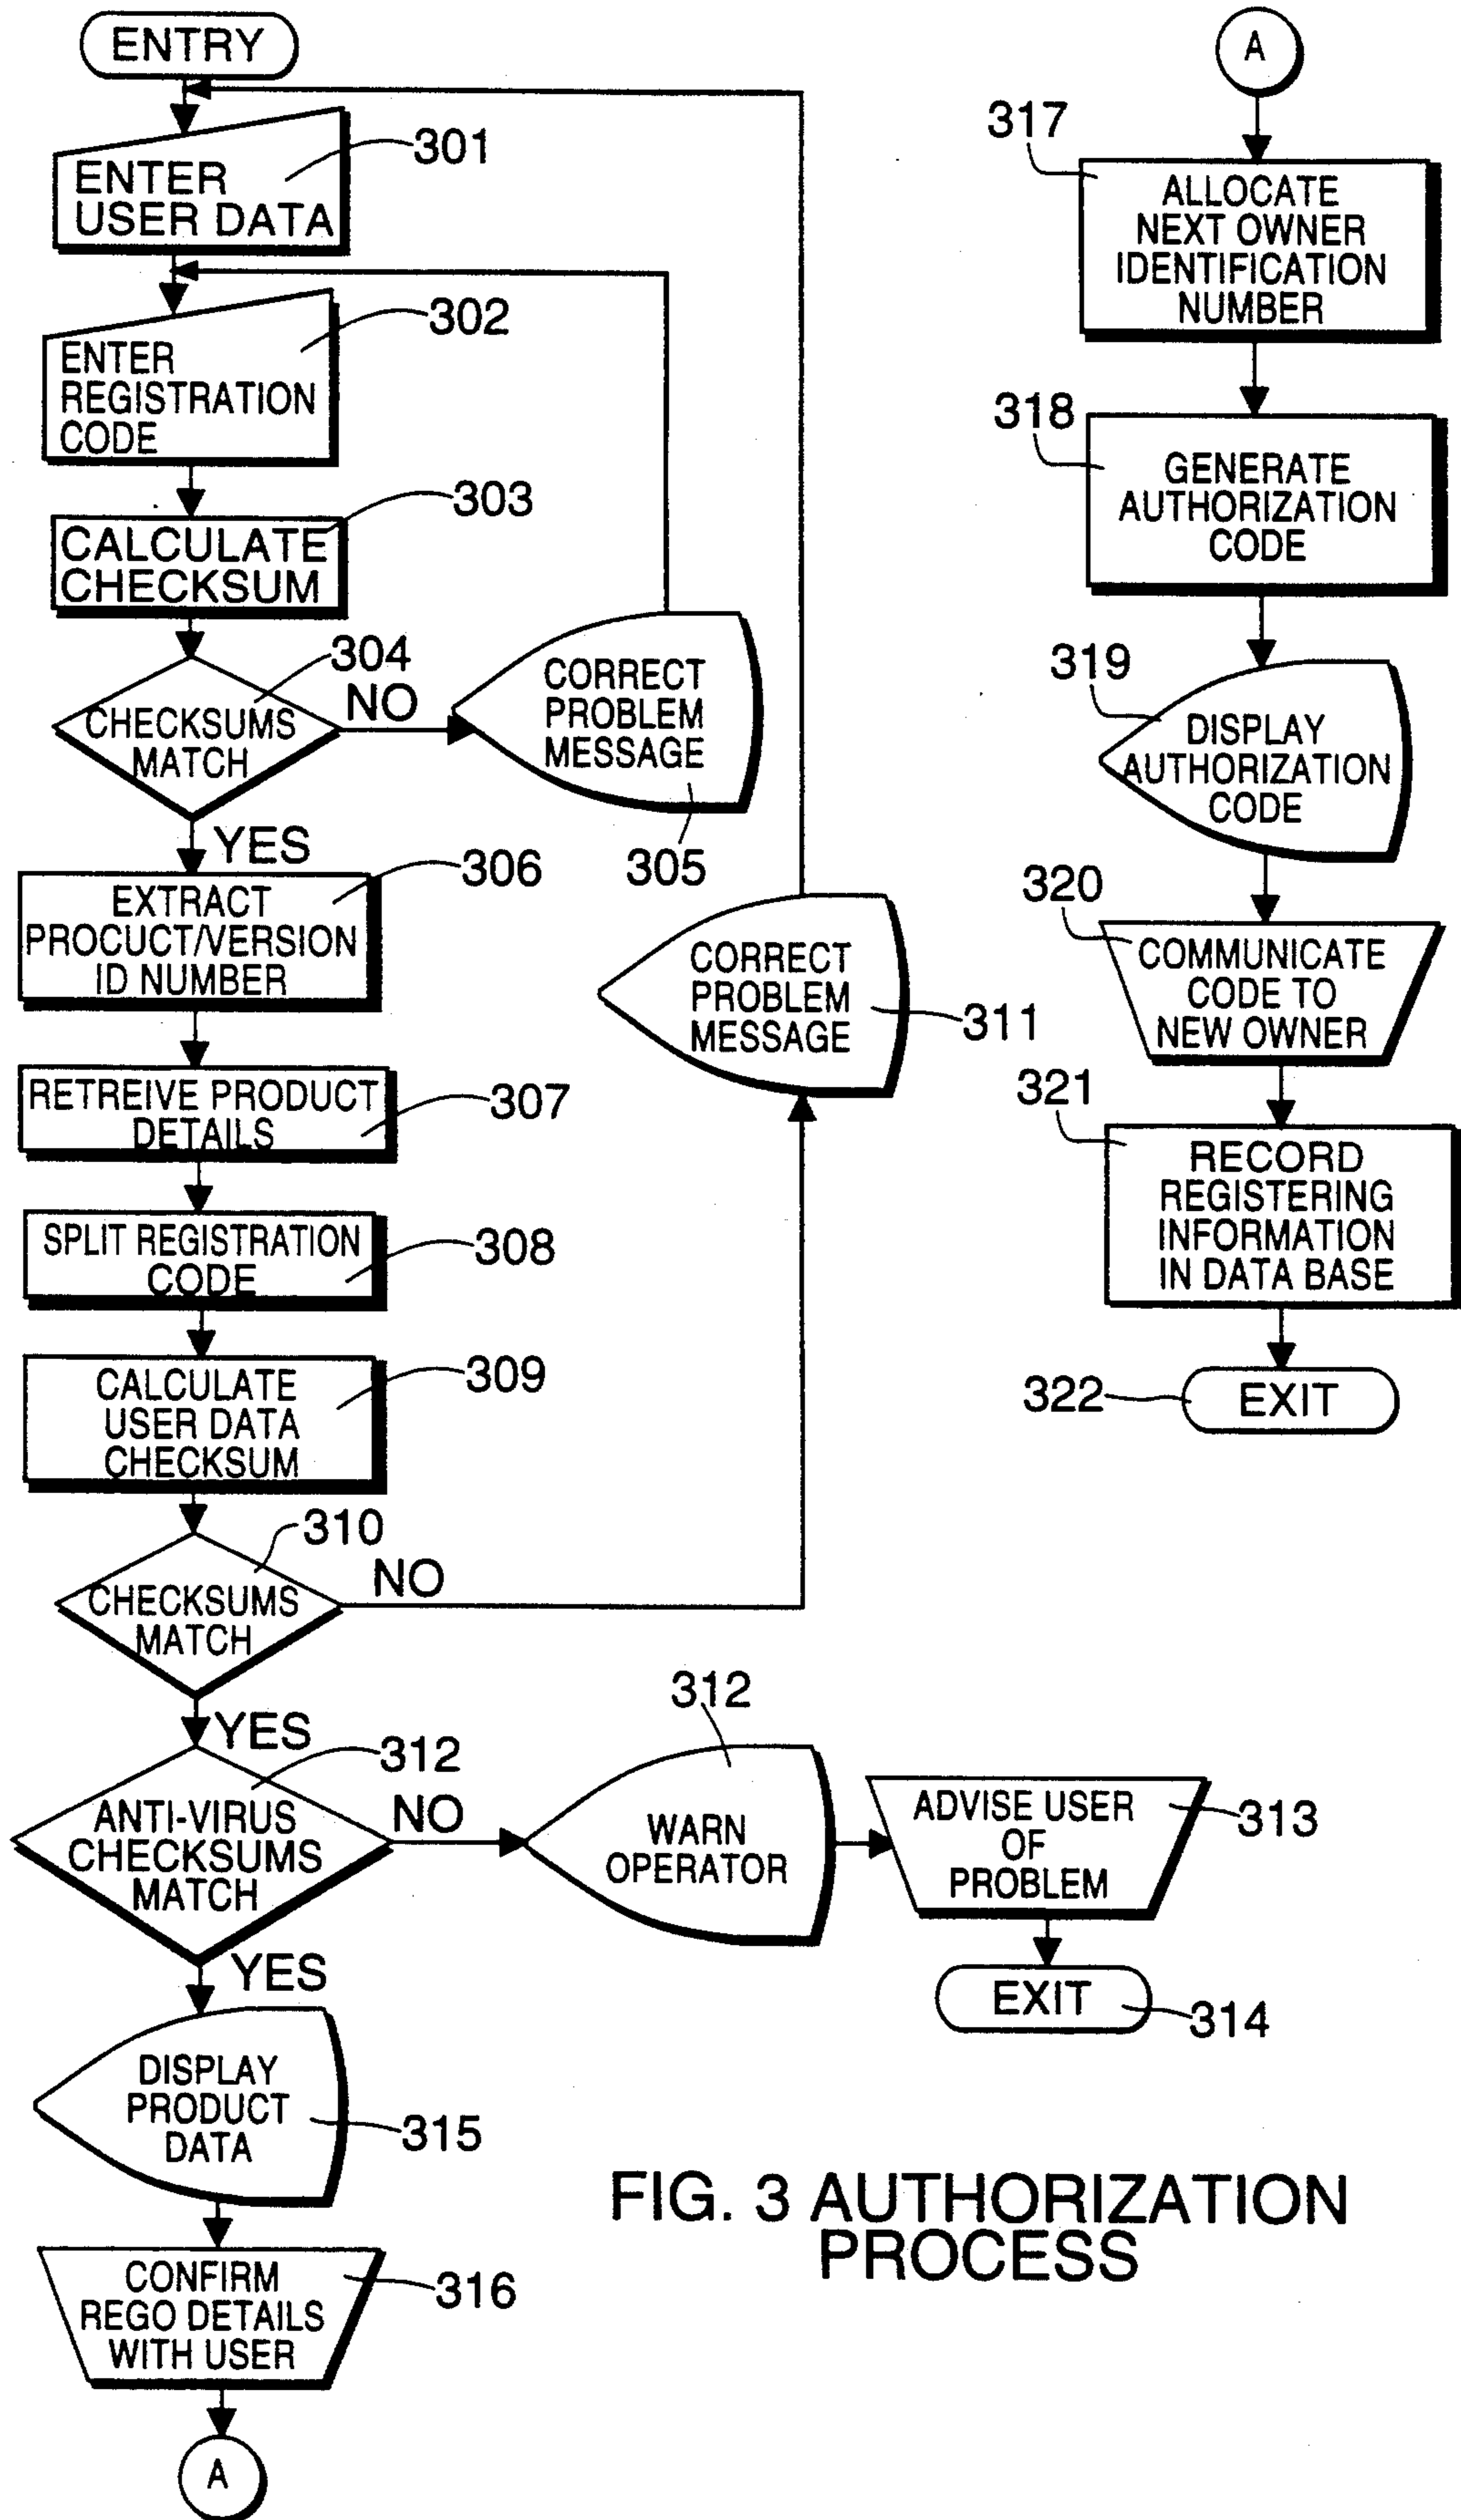 ENTRY
301
ENTER
USER DATA
302
ENTER
REGISTRATION
CODE
303
CALCULATE
CHECKSUM
304
CHECKSUMS
MATCH
NO
CORRECT
PROBLEM
MESSAGE
305
YES
306
EXTRACT
PROCUCT/VERSION
ID NUMBER
307
RETREIVE PRODUCT
DETAILS
308
SPLIT REGISTRATION
CODE
309
CALCULATE
USER DATA
CHECKSUM
310
CHECKSUMS
MATCH
NO
CORRECT
PROBLEM
MESSAGE
311
YES
312
ANTI-VIRUS
CHECKSUMS
MATCH
NO
312
WARN
OPERATOR
ADVISE USER
OF
PROBLEM
313
EXIT
314
YES
DISPLAY
PRODUCT
DATA
315
CONFIRM
REGO DETAILS
WITH USER
316
A
A
317
ALLOCATE
NEXT OWNER
IDENTIFICATION
NUMBER
318
GENERATE
AUTHORIZATION
CODE
319
DISPLAY
AUTHORIZATION
CODE
320
COMMUNICATE
CODE TO
NEW OWNER
321
RECORD
REGISTERING
INFORMATION
IN DATA BASE
322
EXIT
FIG. 3 AUTHORIZATION
PROCESS